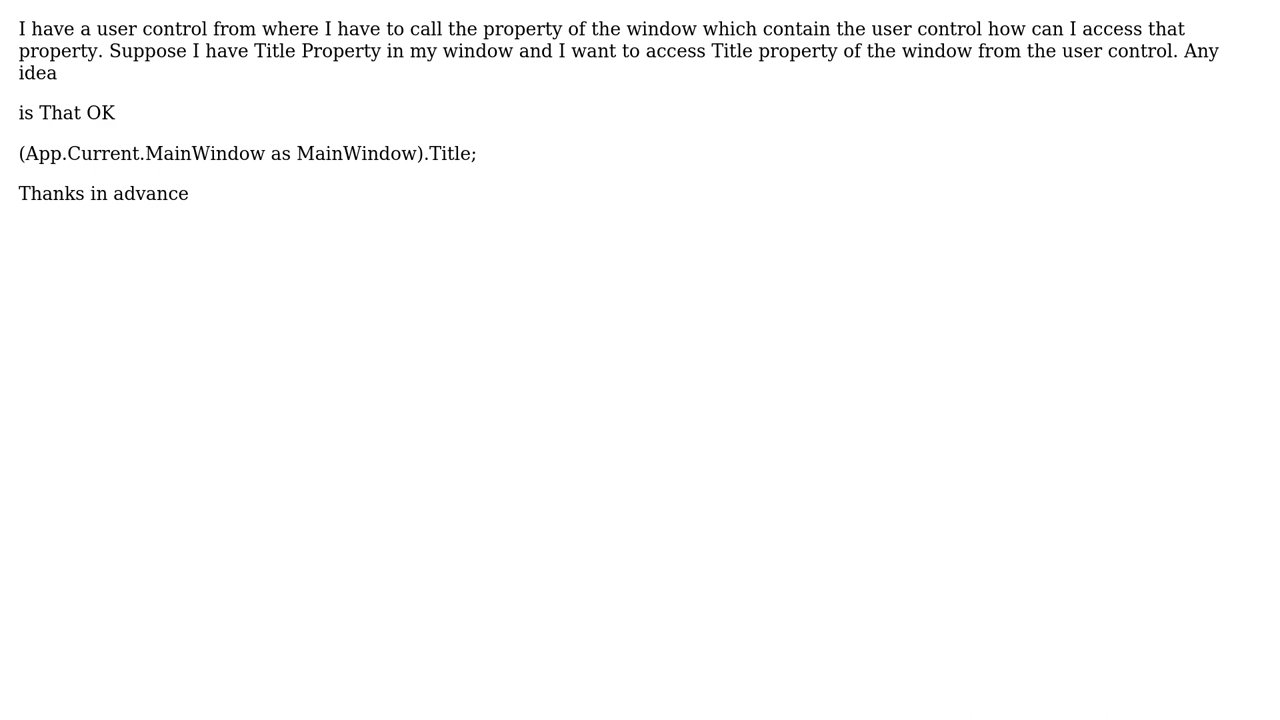 I have a user control from where I have to call the property of the window which contain the user control how can I access that
property. Suppose I have Title Property in my window and I want to access Title property of the window from the user control. Any
idea
is That OK
(App.Current.MainWindow as MainWindow).Title;
Thanks in advance